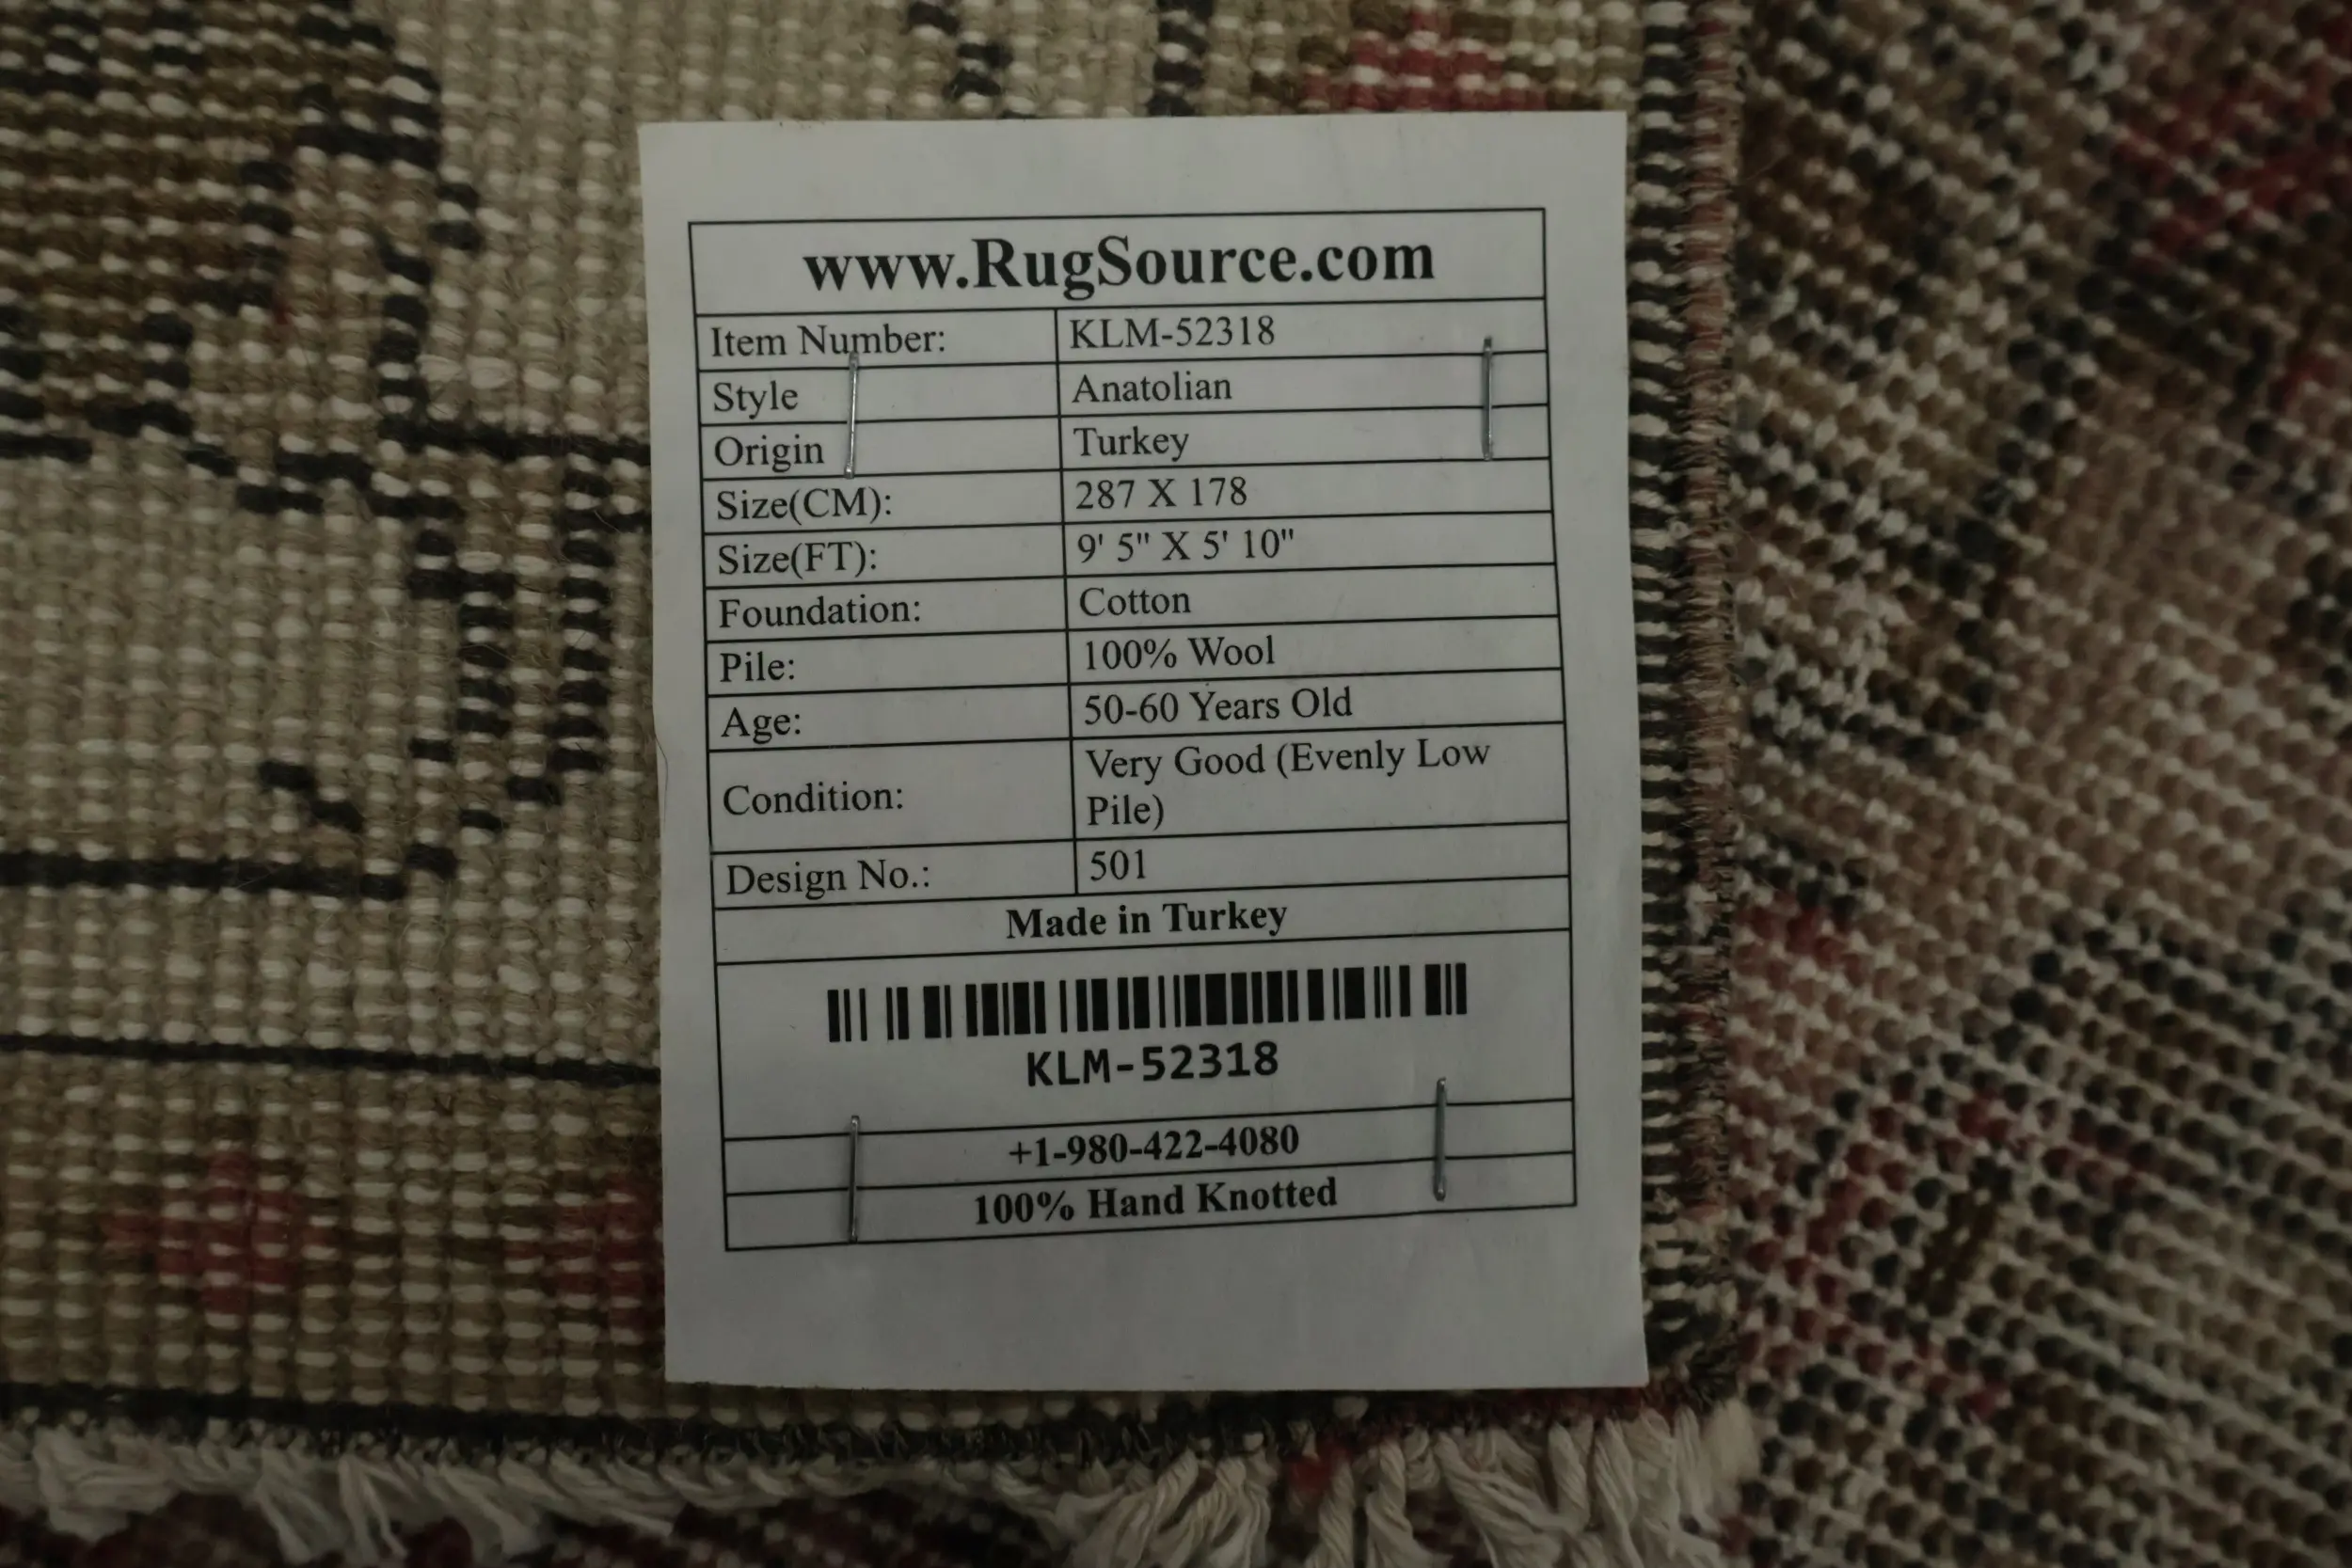 www.RugSource.com
Item Number: KLM-52318
Style Anatolian
Origin Turkey
Size(CM): 287 X 178
Size(FT): 9' 5" X 5' 10"
Foundation: Cotton
Pile: 100% Wool
Age: 50-60 Years Old
Condition: Very Good (Evenly Low
Pile)
Design No.: 501
Made in Turkey
KLM-52318
+1-980-422-4080
100% Hand Knotted